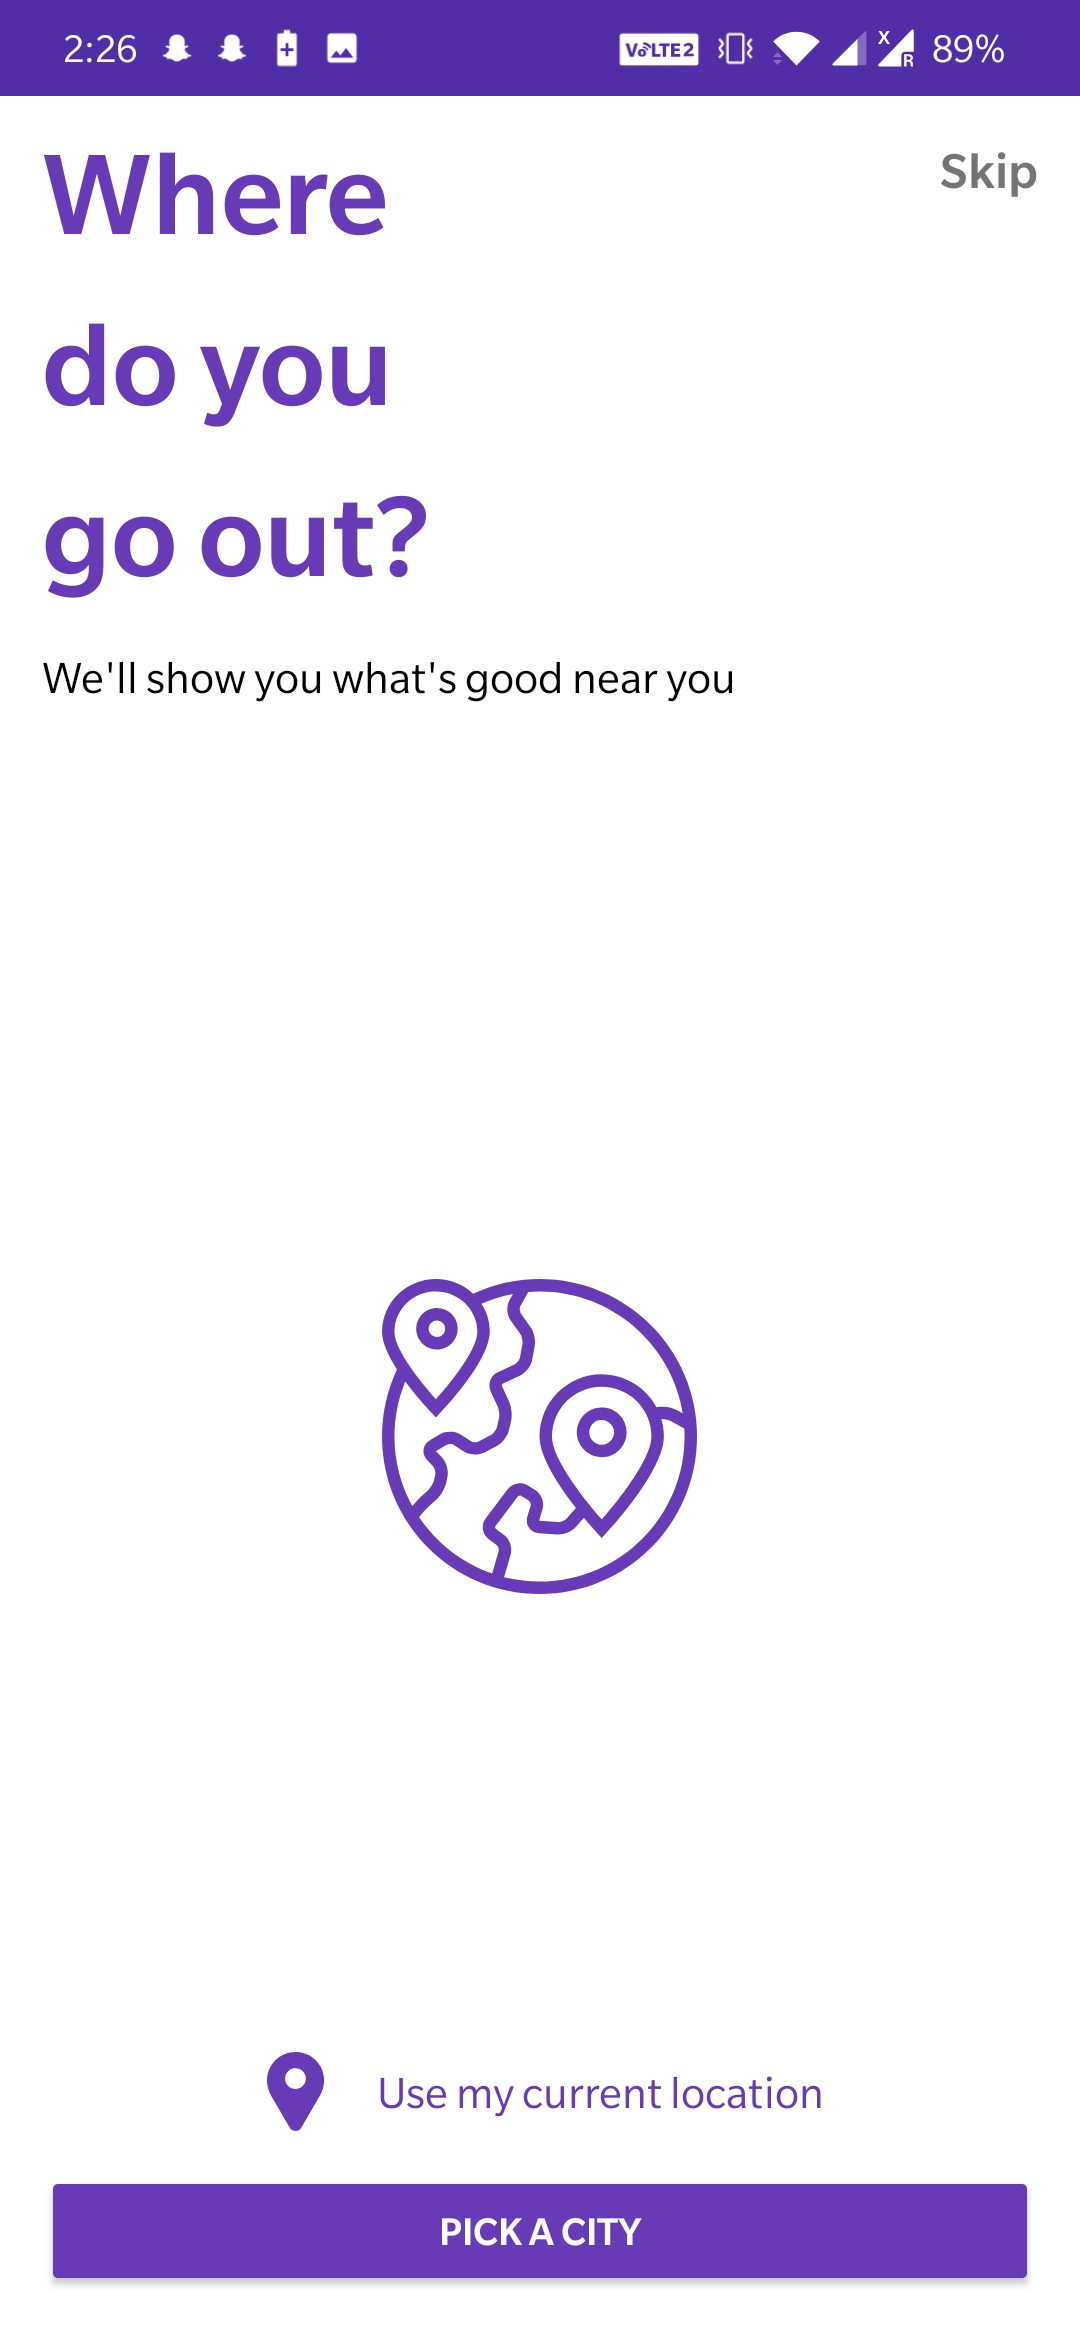 2:26 VoLTE2 X R 89%
Skip
Where
do you
go out?
We'll show you what's good near you
Use my current location
PICK A CITY